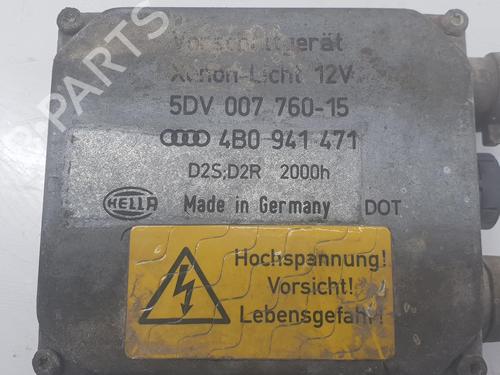 Vorschaltgerät
Xenon-Licht 12V
5DV 007 760-15
4B0 941 471
D2S,D2R 2000h
HELLA Made in Germany DOT
Hochspannung!
Vorsicht!
Lebensgefahr!
B-PARTS